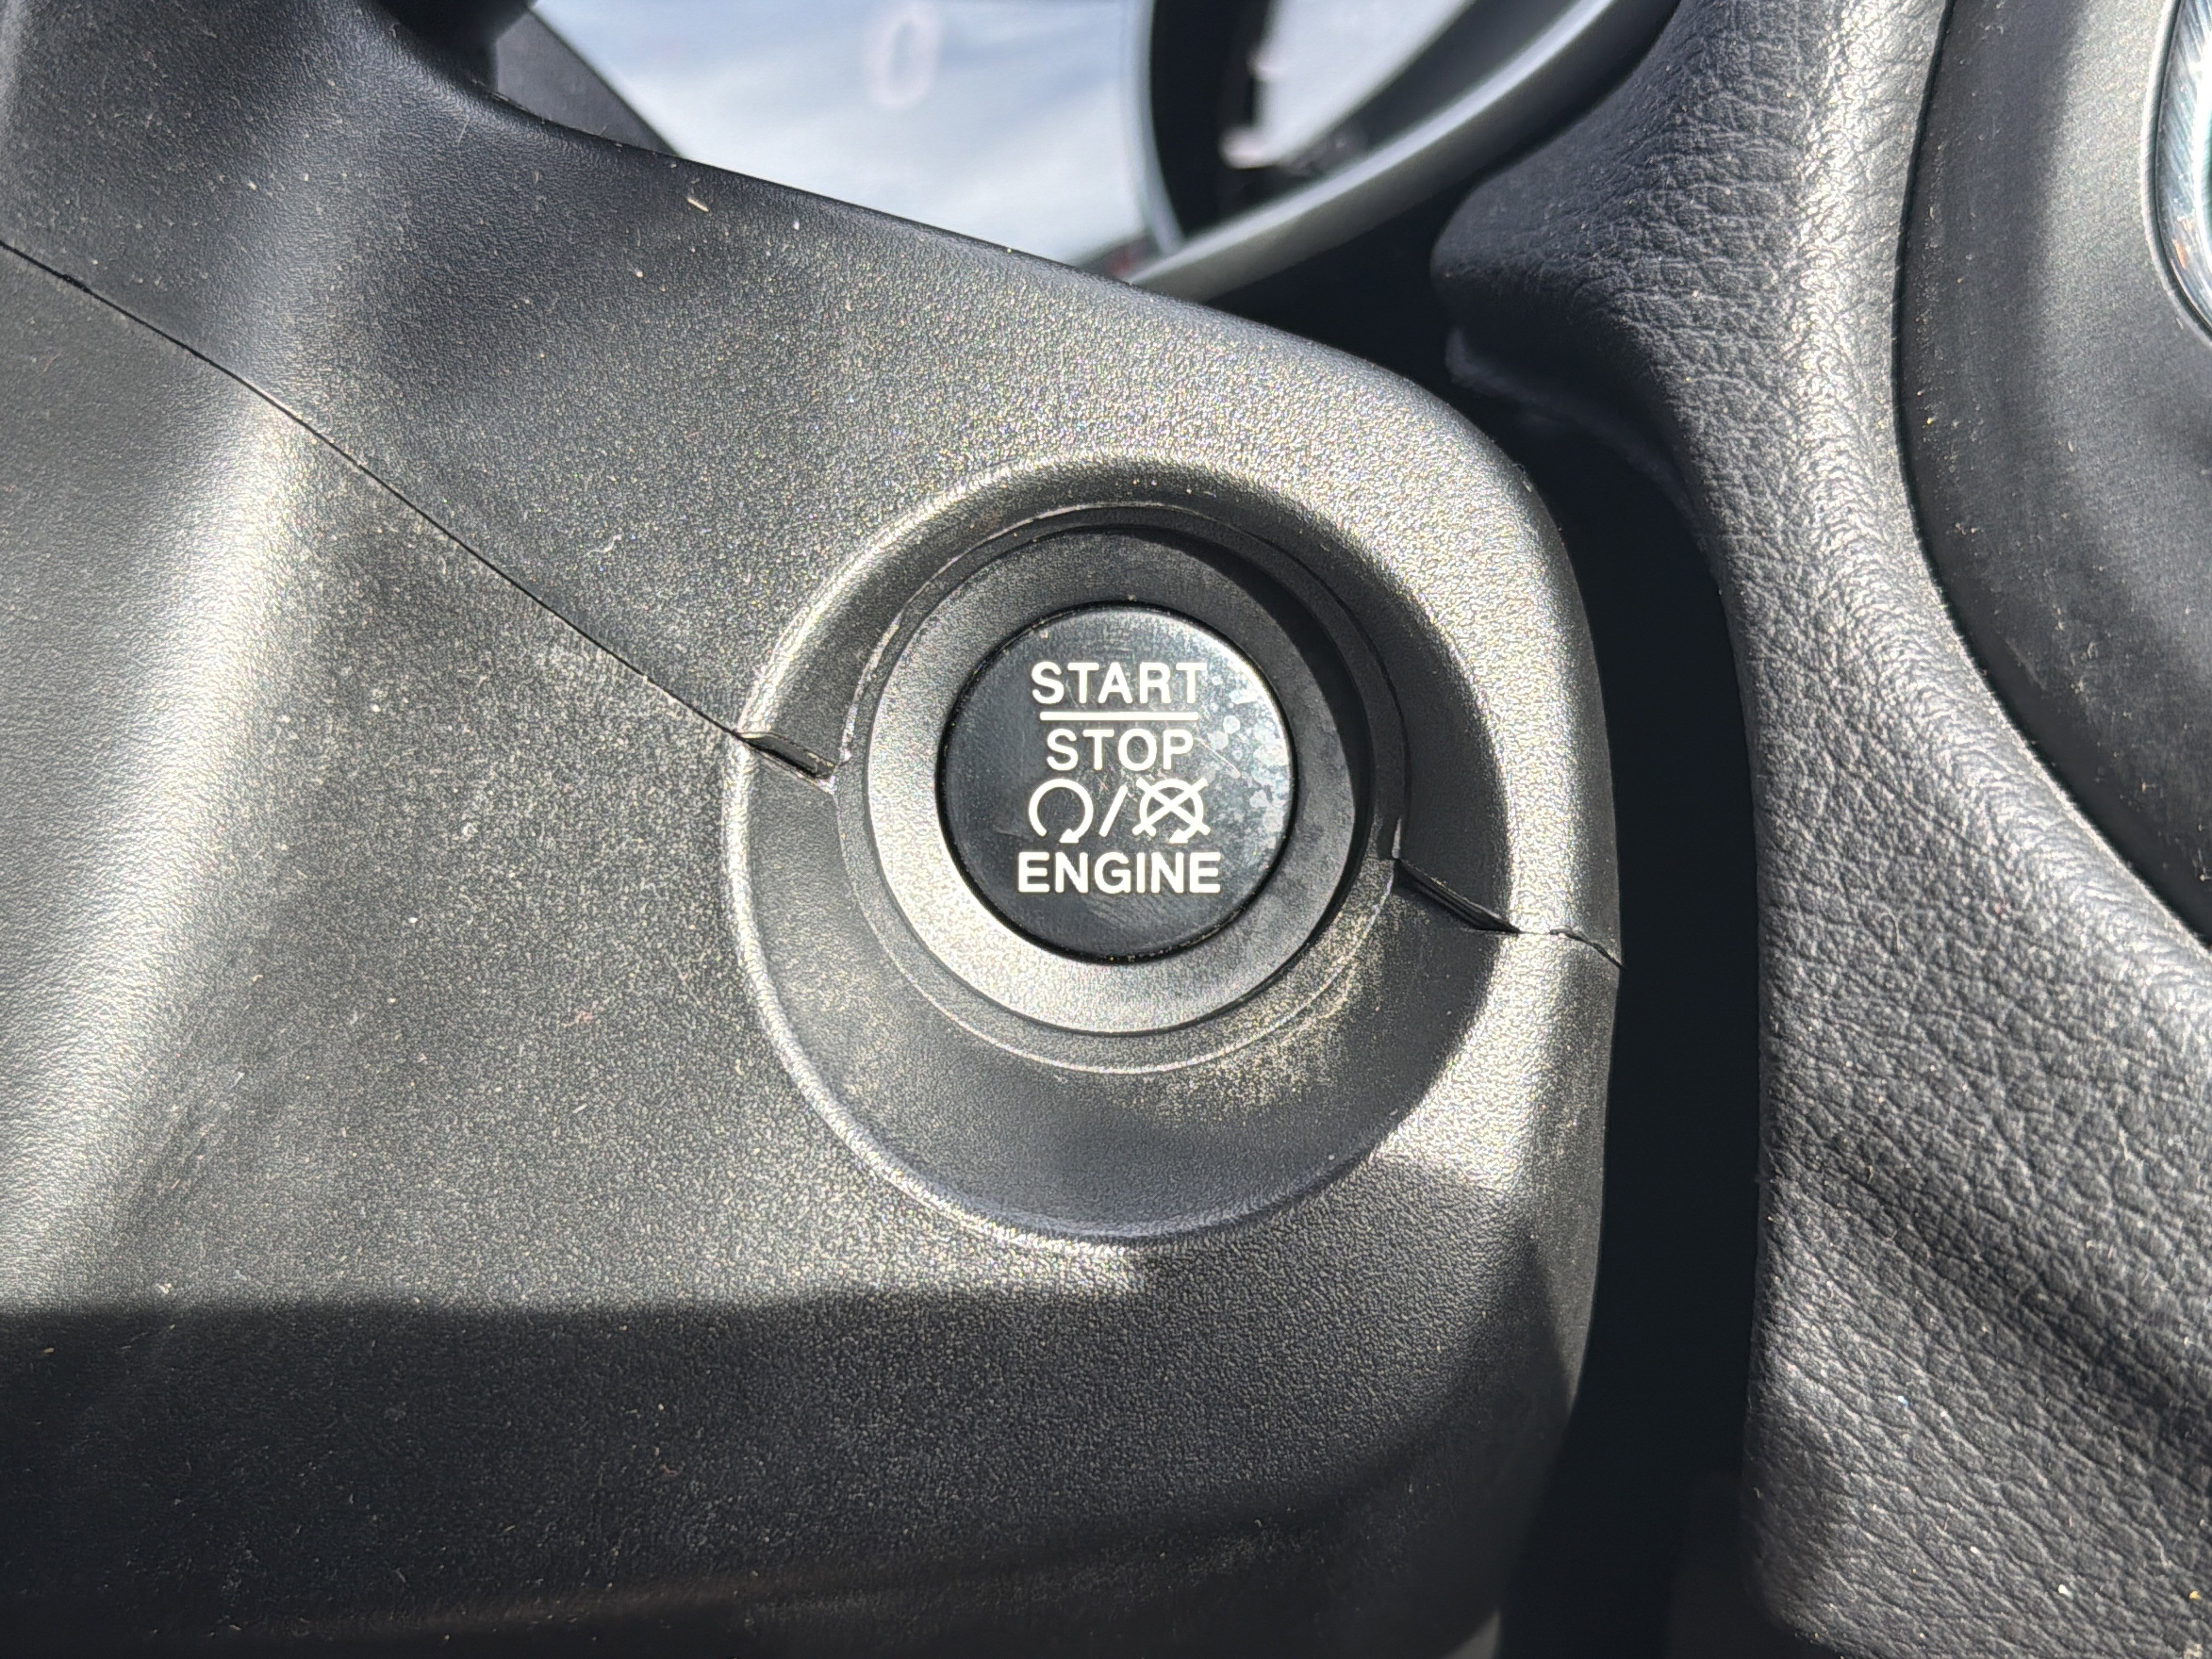 START
STOP
/
ENGINE